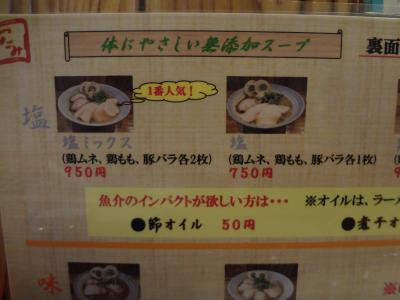 体にやさしい無添加スープ
裏面
1番人気！
塩
塩ミックス
(鶏ムネ、鶏もも、豚バラ各2枚)
950円
塩
(鶏ムネ、鶏もも、豚バラ各1枚)
750円
魚介のインパクトが欲しい方は･･･ ※オイルは、ラーメ
●節オイル 50円 ●煮干オ
味